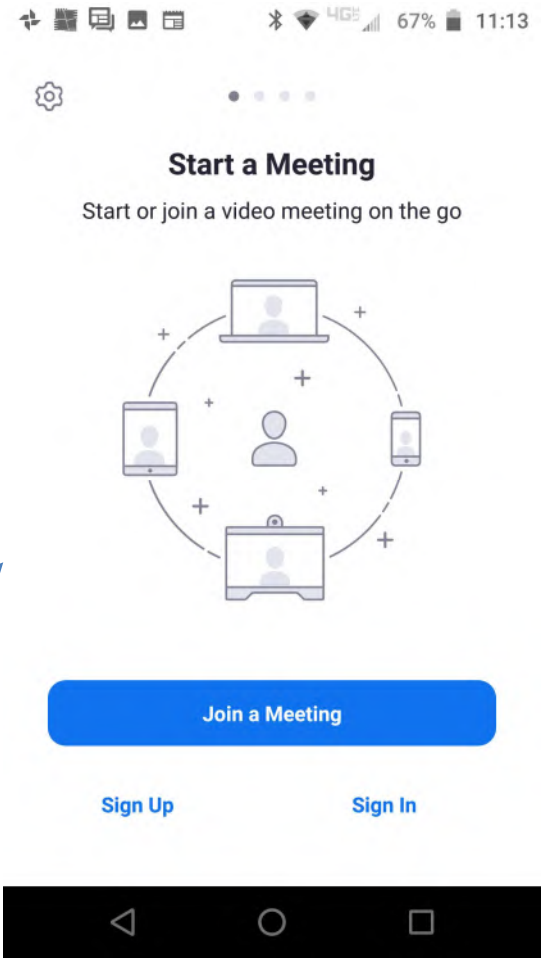 4G 67% 11:13
Start a Meeting
Start or join a video meeting on the go
Join a Meeting
Sign Up Sign In